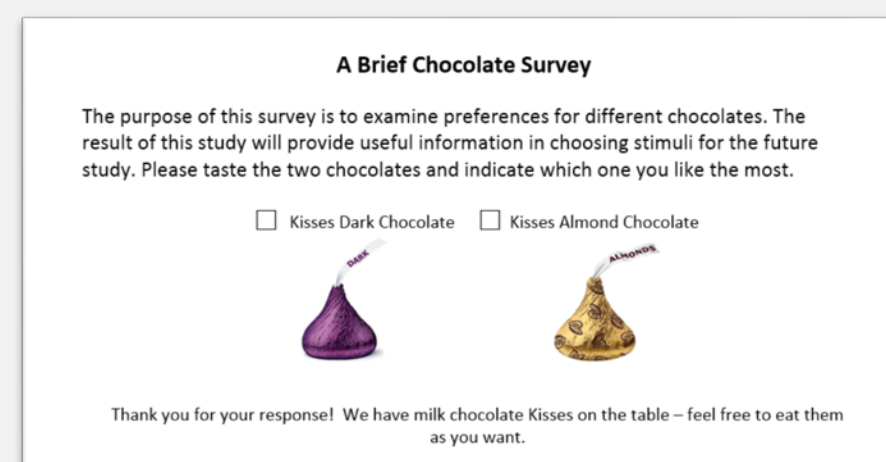 A Brief Chocolate Survey
The purpose of this survey is to examine preferences for different chocolates. The
result of this study will provide useful information in choosing stimuli for the future
study. Please taste the two chocolates and indicate which one you like the most.
Kisses Dark Chocolate Kisses Almond Chocolate
DARK
ALMONDS
Thank you for your response! We have milk chocolate Kisses on the table – feel free to eat them
as you want.